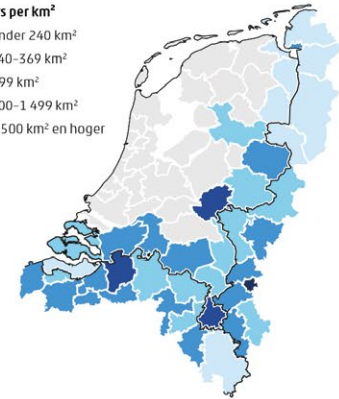 s per km²
nder 240 km²
40-369 km²
99 km²
00-1 499 km²
500 km² en hoger